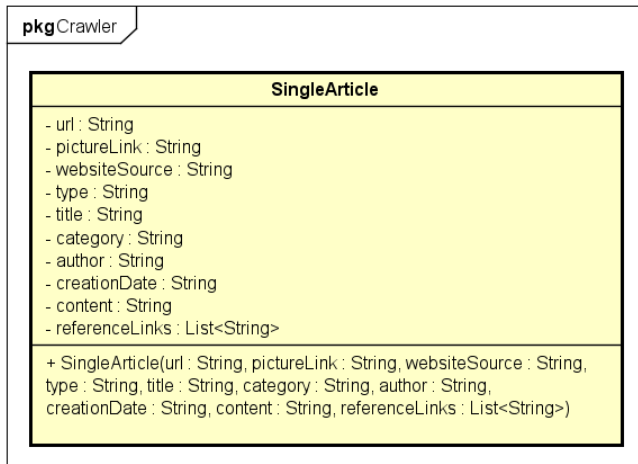 pkg Crawler
SingleArticle
- url : String
- pictureLink : String
- websiteSource : String
- type : String
- title : String
- category : String
- author : String
- creationDate : String
- content : String
- referenceLinks : List<String>
+ SingleArticle(url : String, pictureLink : String, websiteSource : String,
type : String, title : String, category : String, author : String,
creationDate : String, content : String, referenceLinks : List<String>)